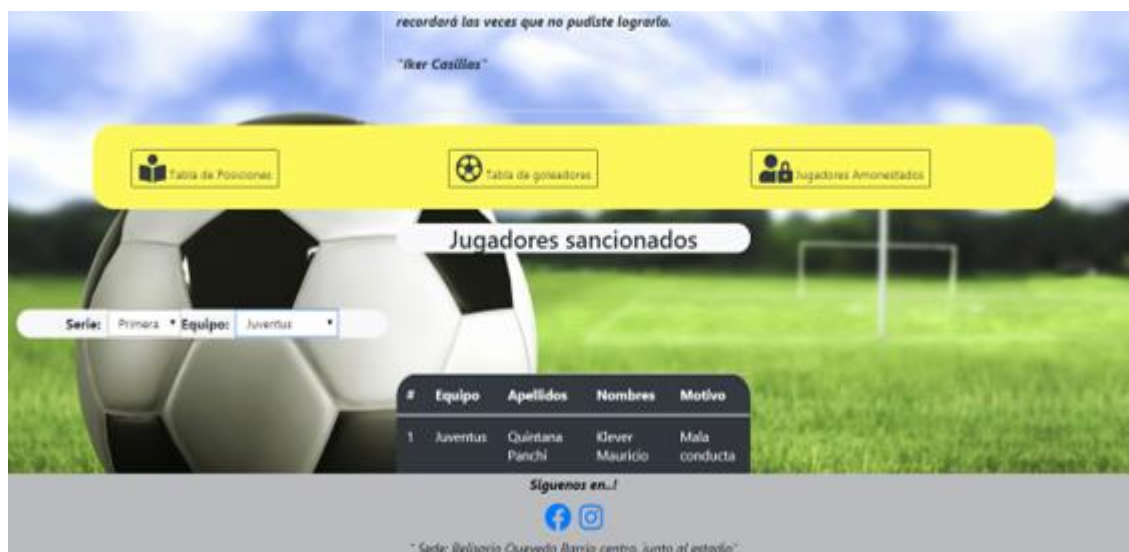 recordará las veces que no pudiste lograrlo.
"Iker Casillas"
Tabla de Posiciones
Tabla de goleadores
Jugadores Amonestados
Jugadores sancionados
Serie: Primera Equipo: Juventus
# Equipo Apellidos Nombres Motivo
1 Juventus Quintana Panchi Klever Mauricio Mala conducta
Síguenos en..!
" Sede: Belisario Quevedo Barrio centro, junto al estadio"